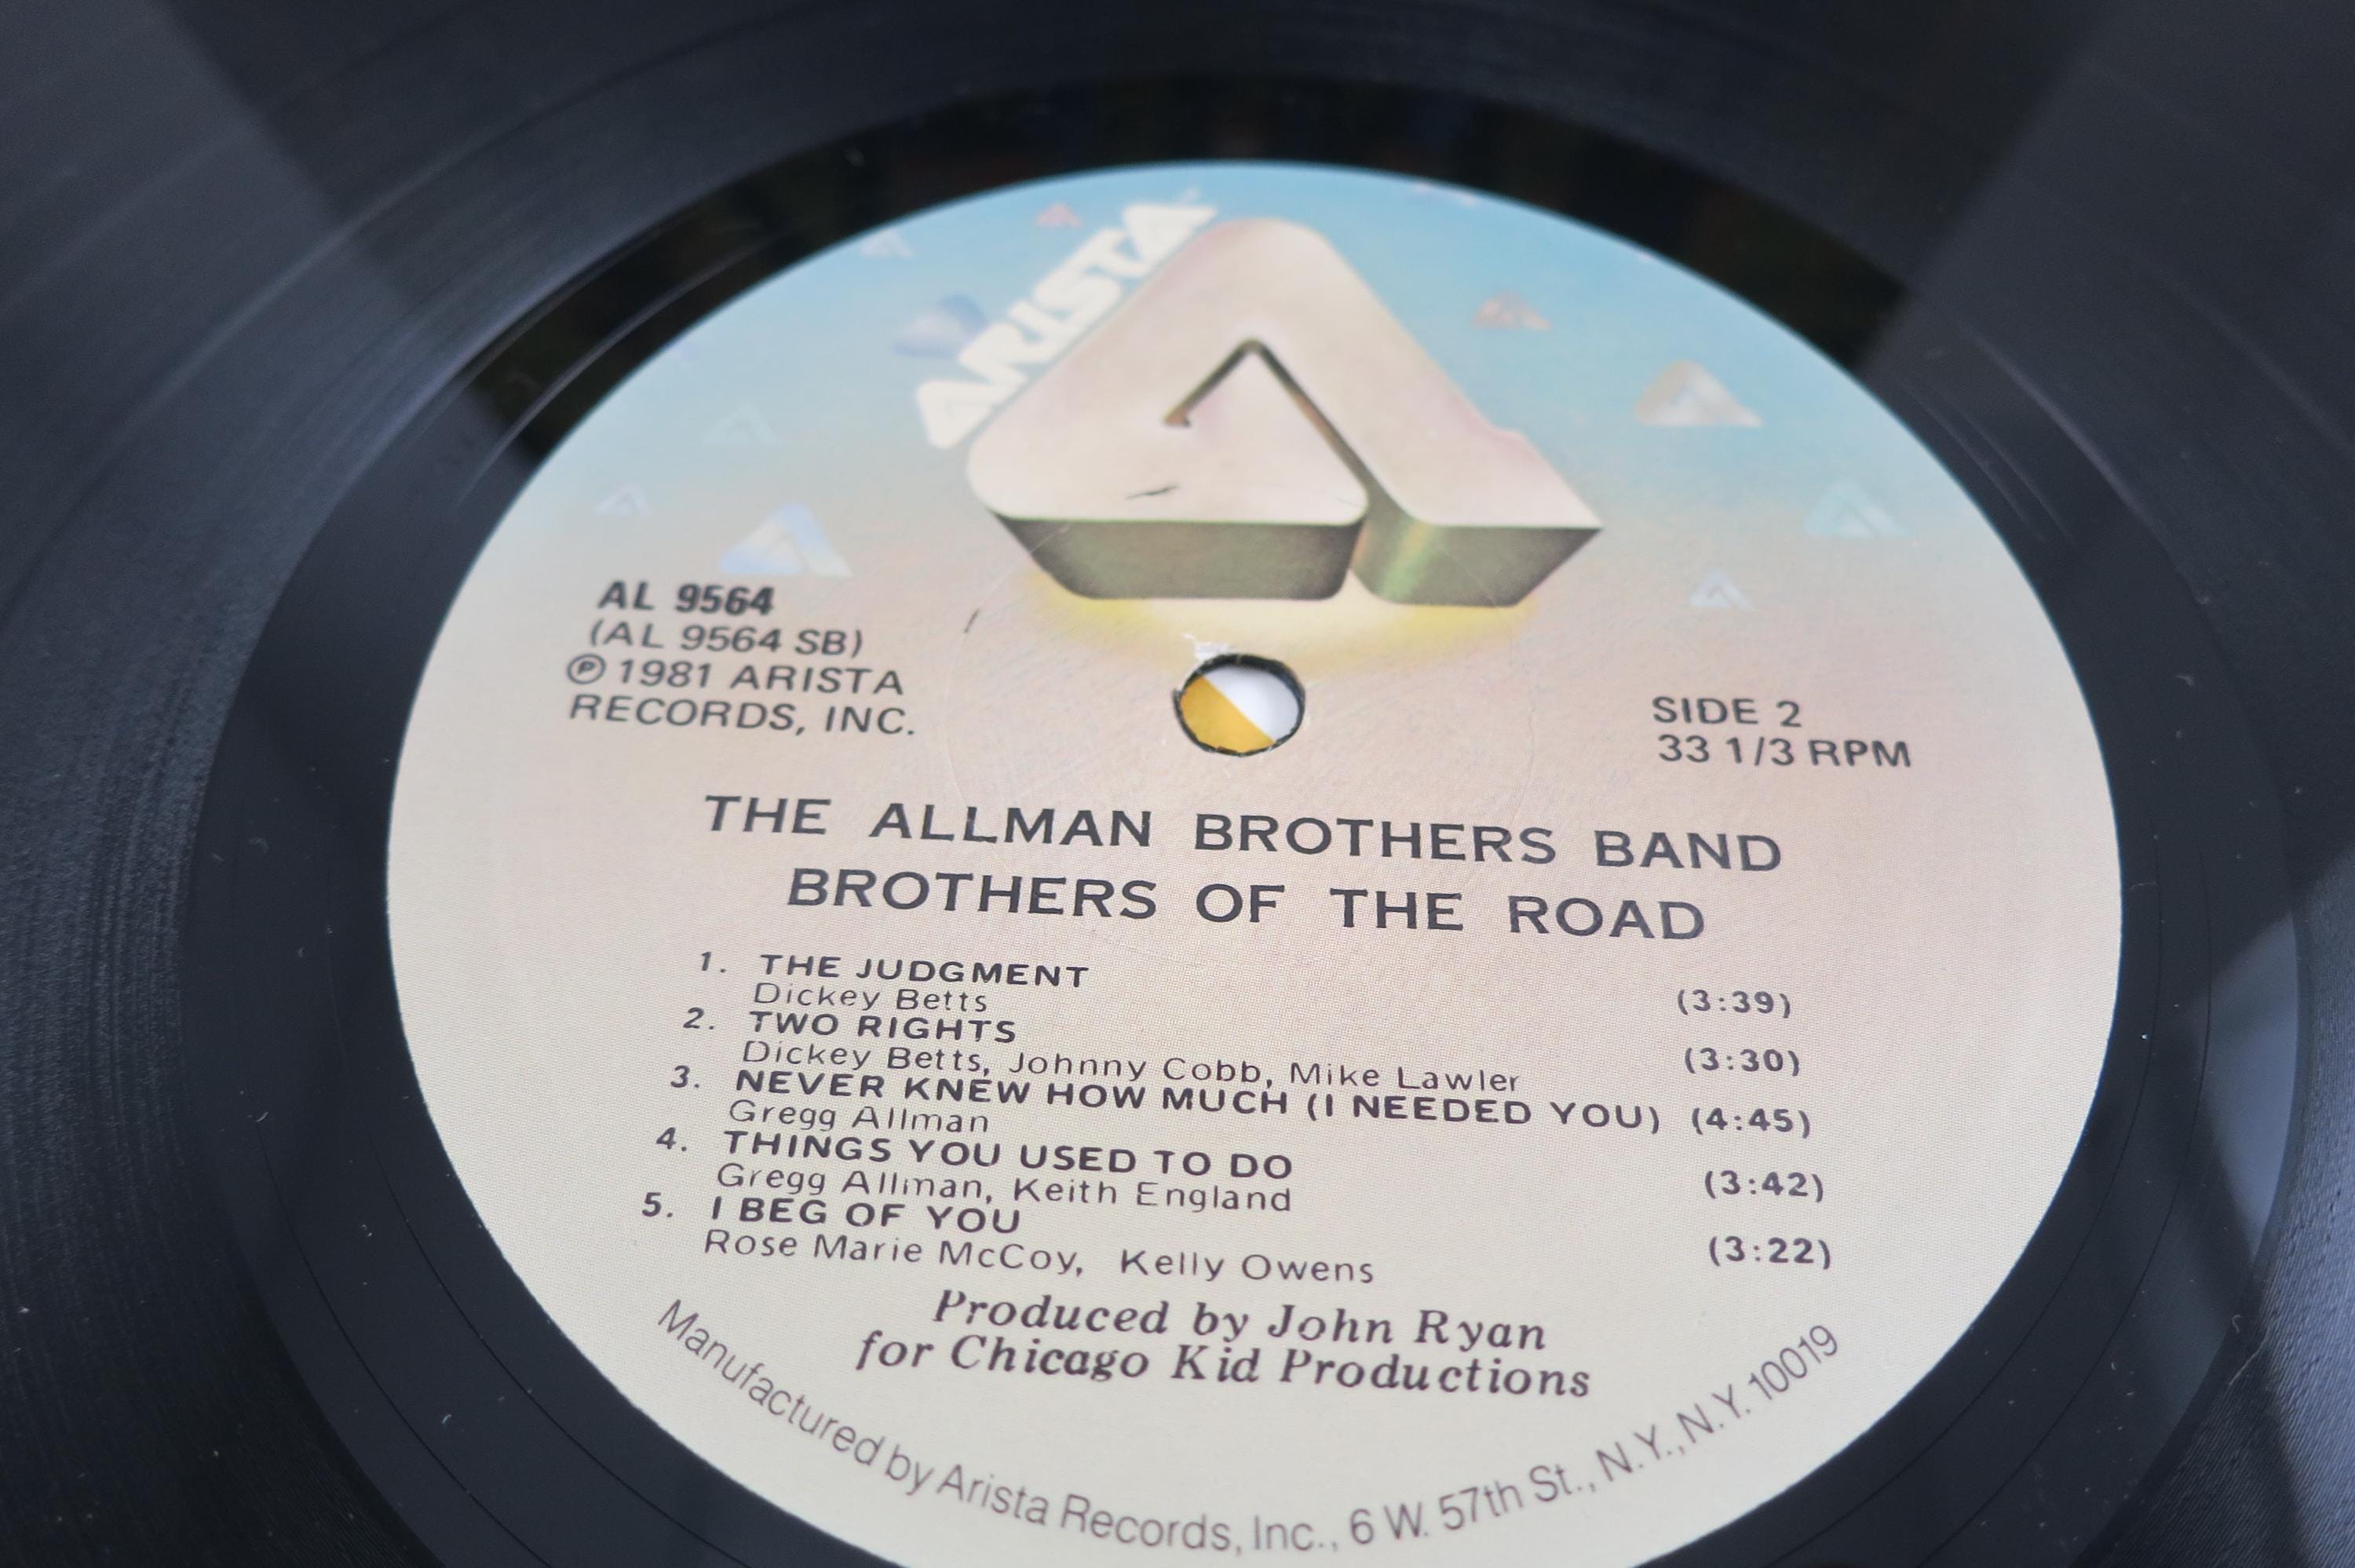 ARISTA
AL 9564
(AL 9564 SB)
Ⓟ 1981 ARISTA
RECORDS, INC.
SIDE 2
33 1/3 RPM
THE ALLMAN BROTHERS BAND
BROTHERS OF THE ROAD
1. THE JUDGMENT
Dickey Betts (3:39)
2. TWO RIGHTS
Dickey Betts, Johnny Cobb, Mike Lawler (3:30)
3. NEVER KNEW HOW MUCH (I NEEDED YOU) (4:45)
Gregg Allman
4. THINGS YOU USED TO DO
Gregg Allman, Keith England (3:42)
5. I BEG OF YOU
Rose Marie McCoy, Kelly Owens (3:22)
Produced by John Ryan
for Chicago Kid Productions
Manufactured by Arista Records, Inc., 6 W. 57th St., N.Y., N.Y. 10019